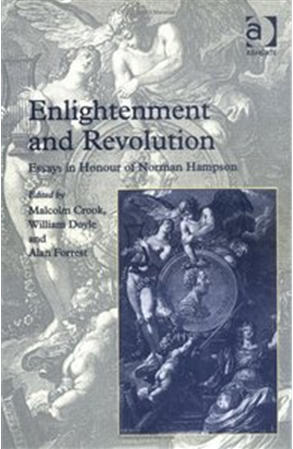 a
ASHGATE
Enlightenment
and Revolution
Essays in Honour of Norman Hampson
Edited by
Malcolm Crook,
William Doyle
and
Alan Forrest